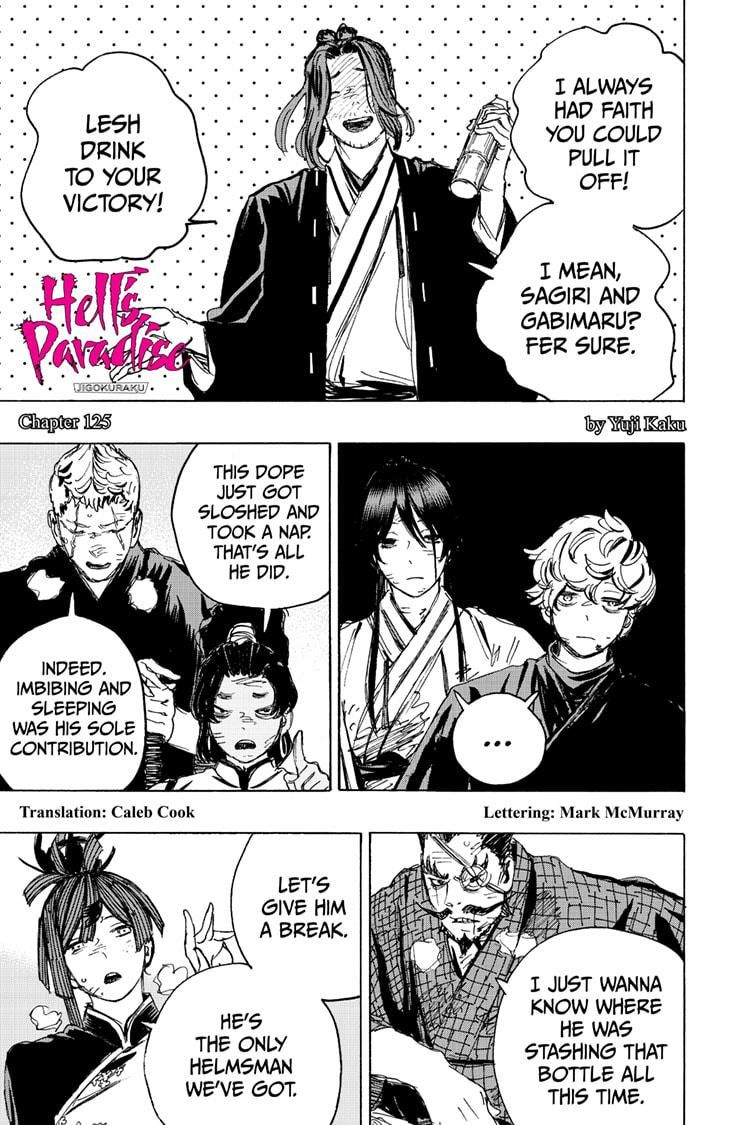 I ALWAYS
HAD FAITH
YOU COULD
PULL IT
OFF!
I MEAN,
SAGIRI AND
GABIMARU?
FER SURE.
LESH
DRINK
TO YOUR
VICTORY!
Hell's
Paradise
JIGOKURAKU
Chapter 125
by Yuji Kaku
...
THIS DOPE
JUST GOT
SLOSHED AND
TOOK A NAP.
THAT'S ALL
HE DID.
INDEED.
IMBIBING AND
SLEEPING
WAS HIS SOLE
CONTRIBUTION.
Translation: Caleb Cook
Lettering: Mark McMurray
I JUST WANNA
KNOW WHERE
HE WAS
STASHING THAT
BOTTLE ALL
THIS TIME.
LET'S
GIVE HIM
A BREAK.
HE'S
THE ONLY
HELMSMAN
WE'VE GOT.